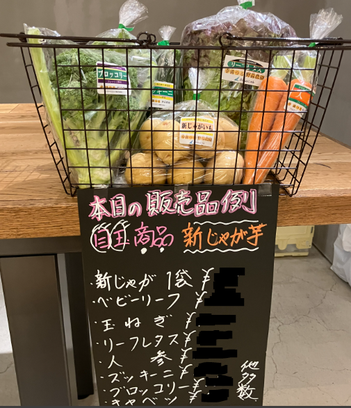 ブロッコリー
新じゃがいも
本日の販売品例
目玉商品 新じゃが芋
新じゃが 1袋 ¥
ベビーリーフ ¥
玉ねぎ ¥
リーフレタス ¥
人参 ¥
ズッキーニ ¥
ブロッコリー ¥
キャベツ ¥
他多数